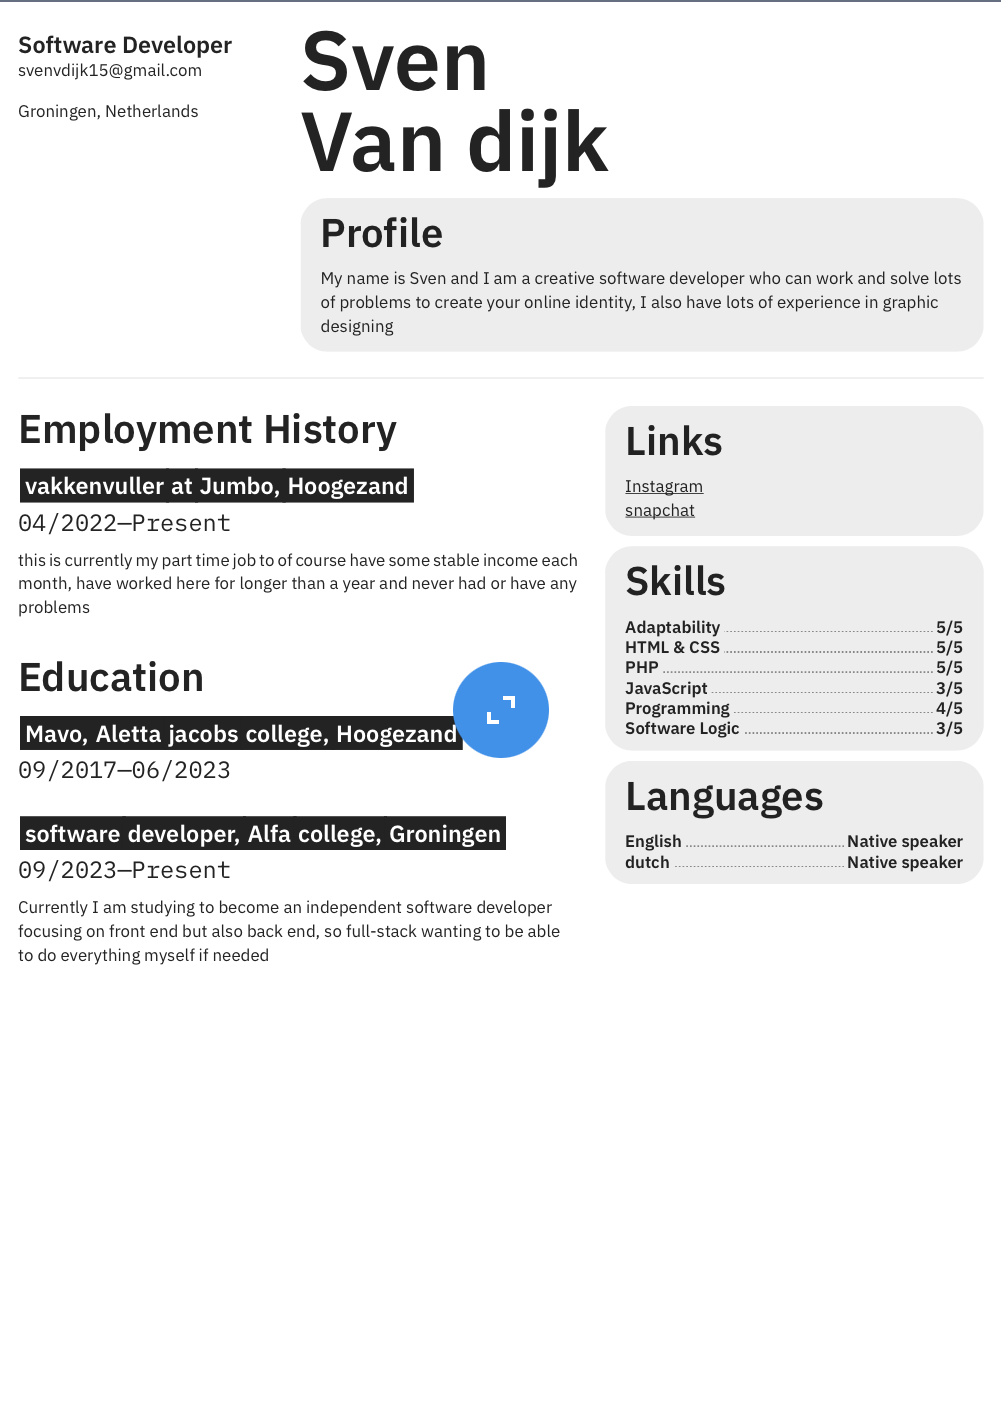 Software Developer
svenvdijk15@gmail.com
Groningen, Netherlands
Sven
Van dijk
Profile
My name is Sven and I am a creative software developer who can work and solve lots
of problems to create your online identity, I also have lots of experience in graphic
designing
Employment History
vakkenvuller at Jumbo, Hoogezand
04/2022—Present
this is currently my part time job to of course have some stable income each
month, have worked here for longer than a year and never had or have any
problems
Education
Mavo, Aletta jacobs college, Hoogezand
09/2017—06/2023
software developer, Alfa college, Groningen
09/2023—Present
Currently I am studying to become an independent software developer
focusing on front end but also back end, so full-stack wanting to be able
to do everything myself if needed
Links
Instagram
snapchat
Skills
Adaptability 5/5
HTML & CSS 5/5
PHP 5/5
JavaScript 3/5
Programming 4/5
Software Logic 3/5
Languages
English Native speaker
dutch Native speaker